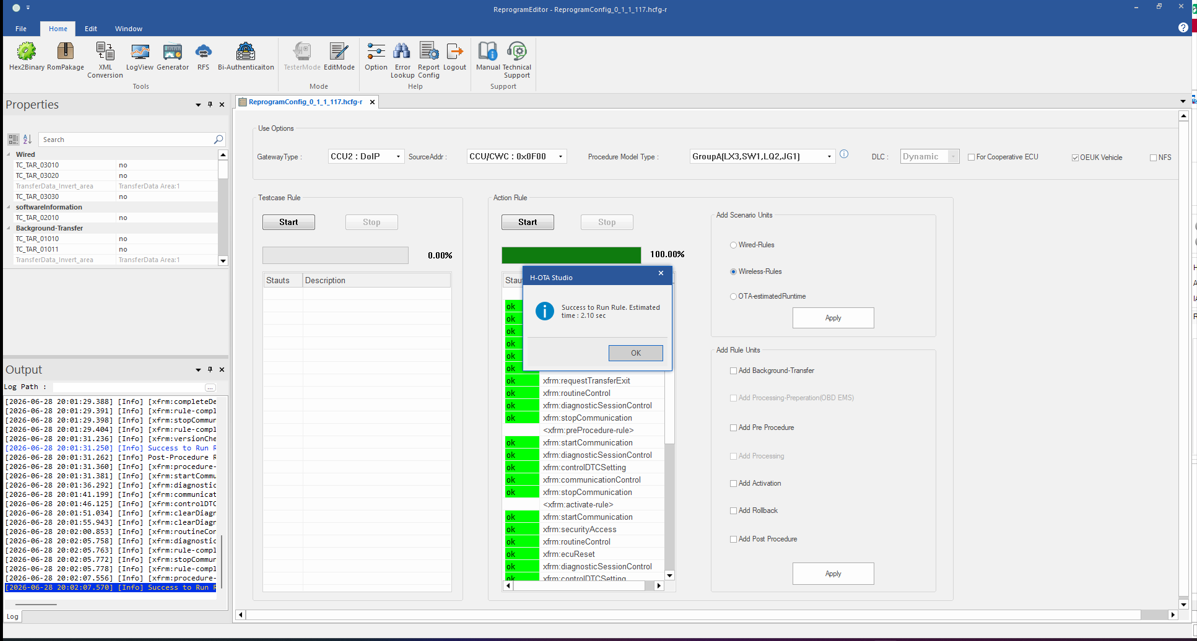 ReprogramEditor - ReprogramConfig_0_1_1_117.hcfg-r
File Home Edit Window
Hex2Binary RomPakage XML Conversion LogView Generator RFS Bi-Authenticaiton TesterMode EditMode Option Error Lookup Report Config Logout Manual Technical Support
Tools Mode Help Support
Properties
Search
Wired
TC_TAR_03010 no
TC_TAR_03020 no
TransferData_Invert_area TransferData Area:1
TC_TAR_03030 no
softwareInformation
TC_TAR_02010 no
Background-Transfer
TC_TAR_01010 no
TC_TAR_01011 no
TransferData_Invert_area TransferData Area:1
Output
Log Path :
...
[2026-06-28 20:01:29.388] [Info] [xfrm:completeDe
[2026-06-28 20:01:29.391] [Info] [xfrm:rule-compl
[2026-06-28 20:01:29.398] [Info] [xfrm:stopCommun
[2026-06-28 20:01:29.404] [Info] [xfrm:rule-compl
[2026-06-28 20:01:31.236] [Info] [xfrm:versionChe
[2026-06-28 20:01:31.250] [Info] Success to Run R
[2026-06-28 20:01:31.262] [Info] Post-Procedure R
[2026-06-28 20:01:31.360] [Info] [xfrm:procedure-
[2026-06-28 20:01:31.381] [Info] [xfrm:startCommu
[2026-06-28 20:01:36.292] [Info] [xfrm:diagnostic
[2026-06-28 20:01:41.199] [Info] [xfrm:communicat
[2026-06-28 20:01:46.125] [Info] [xfrm:controlDTC
[2026-06-28 20:01:51.034] [Info] [xfrm:clearDiagn
[2026-06-28 20:01:55.943] [Info] [xfrm:clearDiagn
[2026-06-28 20:02:00.853] [Info] [xfrm:routineCon
[2026-06-28 20:02:05.758] [Info] [xfrm:diagnostic
[2026-06-28 20:02:05.763] [Info] [xfrm:rule-compl
[2026-06-28 20:02:05.772] [Info] [xfrm:stopCommun
[2026-06-28 20:02:05.778] [Info] [xfrm:rule-compl
[2026-06-28 20:02:07.556] [Info] [xfrm:procedure-
[2026-06-28 20:02:07.570] [Info] Success to Run R
Log
ReprogramConfig_0_1_1_117.hcfg-r
Use Options
GatewayType : CCU2 : DoIP SourceAddr : CCU/CWC : 0x0F00 Procedure Model Type : GroupA(LX3,SW1,LQ2,JG1) DLC : Dynamic For Cooperative ECU OEUK Vehicle NFS
Testcase Rule
Start Stop
0.00%
Stauts Description
Action Rule
Start Stop
100.00%
Stau
ok
ok
ok
ok
ok
ok
ok xfrm:requestTransferExit
ok xfrm:routineControl
ok xfrm:diagnosticSessionControl
ok xfrm:stopCommunication
<xfrm:preProcedure-rule>
ok xfrm:startCommunication
ok xfrm:diagnosticSessionControl
ok xfrm:controlDTCSetting
ok xfrm:communicationControl
ok xfrm:stopCommunication
<xfrm:activate-rule>
ok xfrm:startCommunication
ok xfrm:securityAccess
ok xfrm:routineControl
ok xfrm:ecuReset
ok xfrm:diagnosticSessionControl
ok xfrm:controlDTCSetting
H-OTA Studio
Success to Run Rule. Estimated
time : 2.10 sec
OK
Add Scenario Units
Wired-Rules
Wireless-Rules
OTA-estimatedRuntime
Apply
Add Rule Units
Add Background-Transfer
Add Processing-Preperation(OBD EMS)
Add Pre Procedure
Add Processing
Add Activation
Add Rollback
Add Post Procedure
Apply